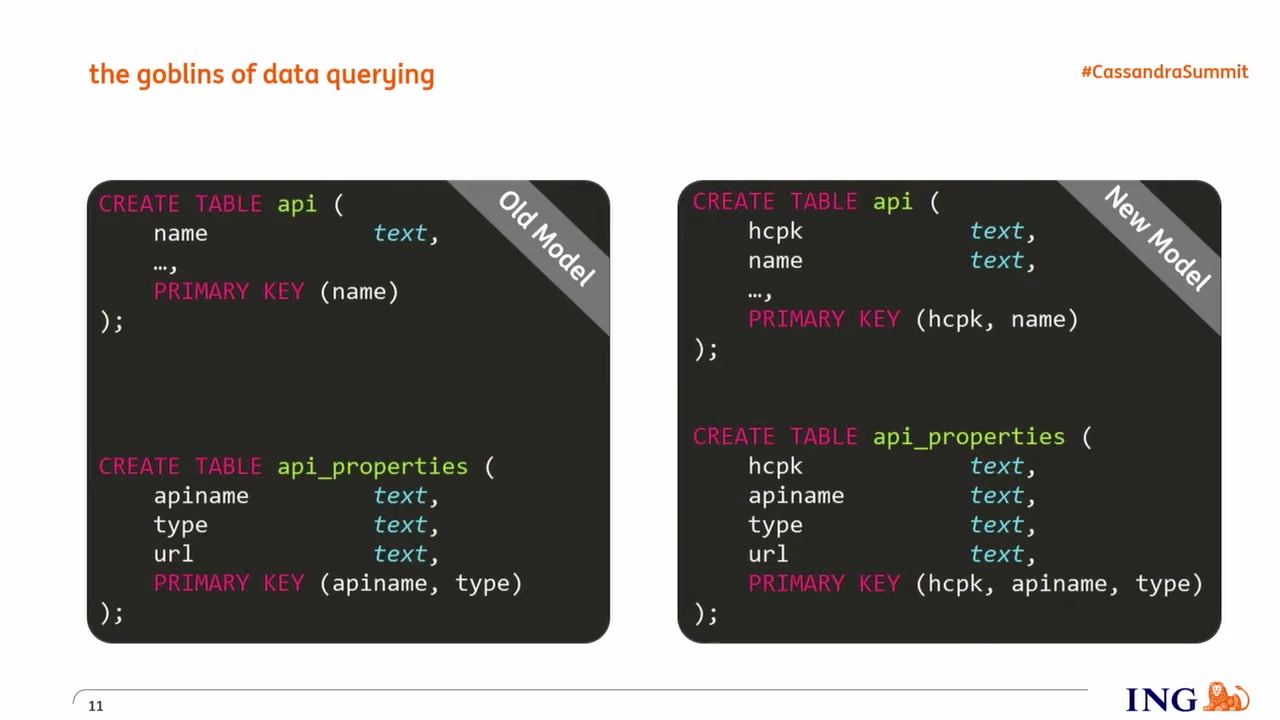 the goblins of data querying
#CassandraSummit
CREATE TABLE api (
name text,
…,
PRIMARY KEY (name)
);
CREATE TABLE api_properties (
apiname text,
type text,
url text,
PRIMARY KEY (apiname, type)
);
Old Model
CREATE TABLE api (
hcpk text,
name text,
…,
PRIMARY KEY (hcpk, name)
);
CREATE TABLE api_properties (
hcpk text,
apiname text,
type text,
url text,
PRIMARY KEY (hcpk, apiname, type)
);
New Model
11
ING